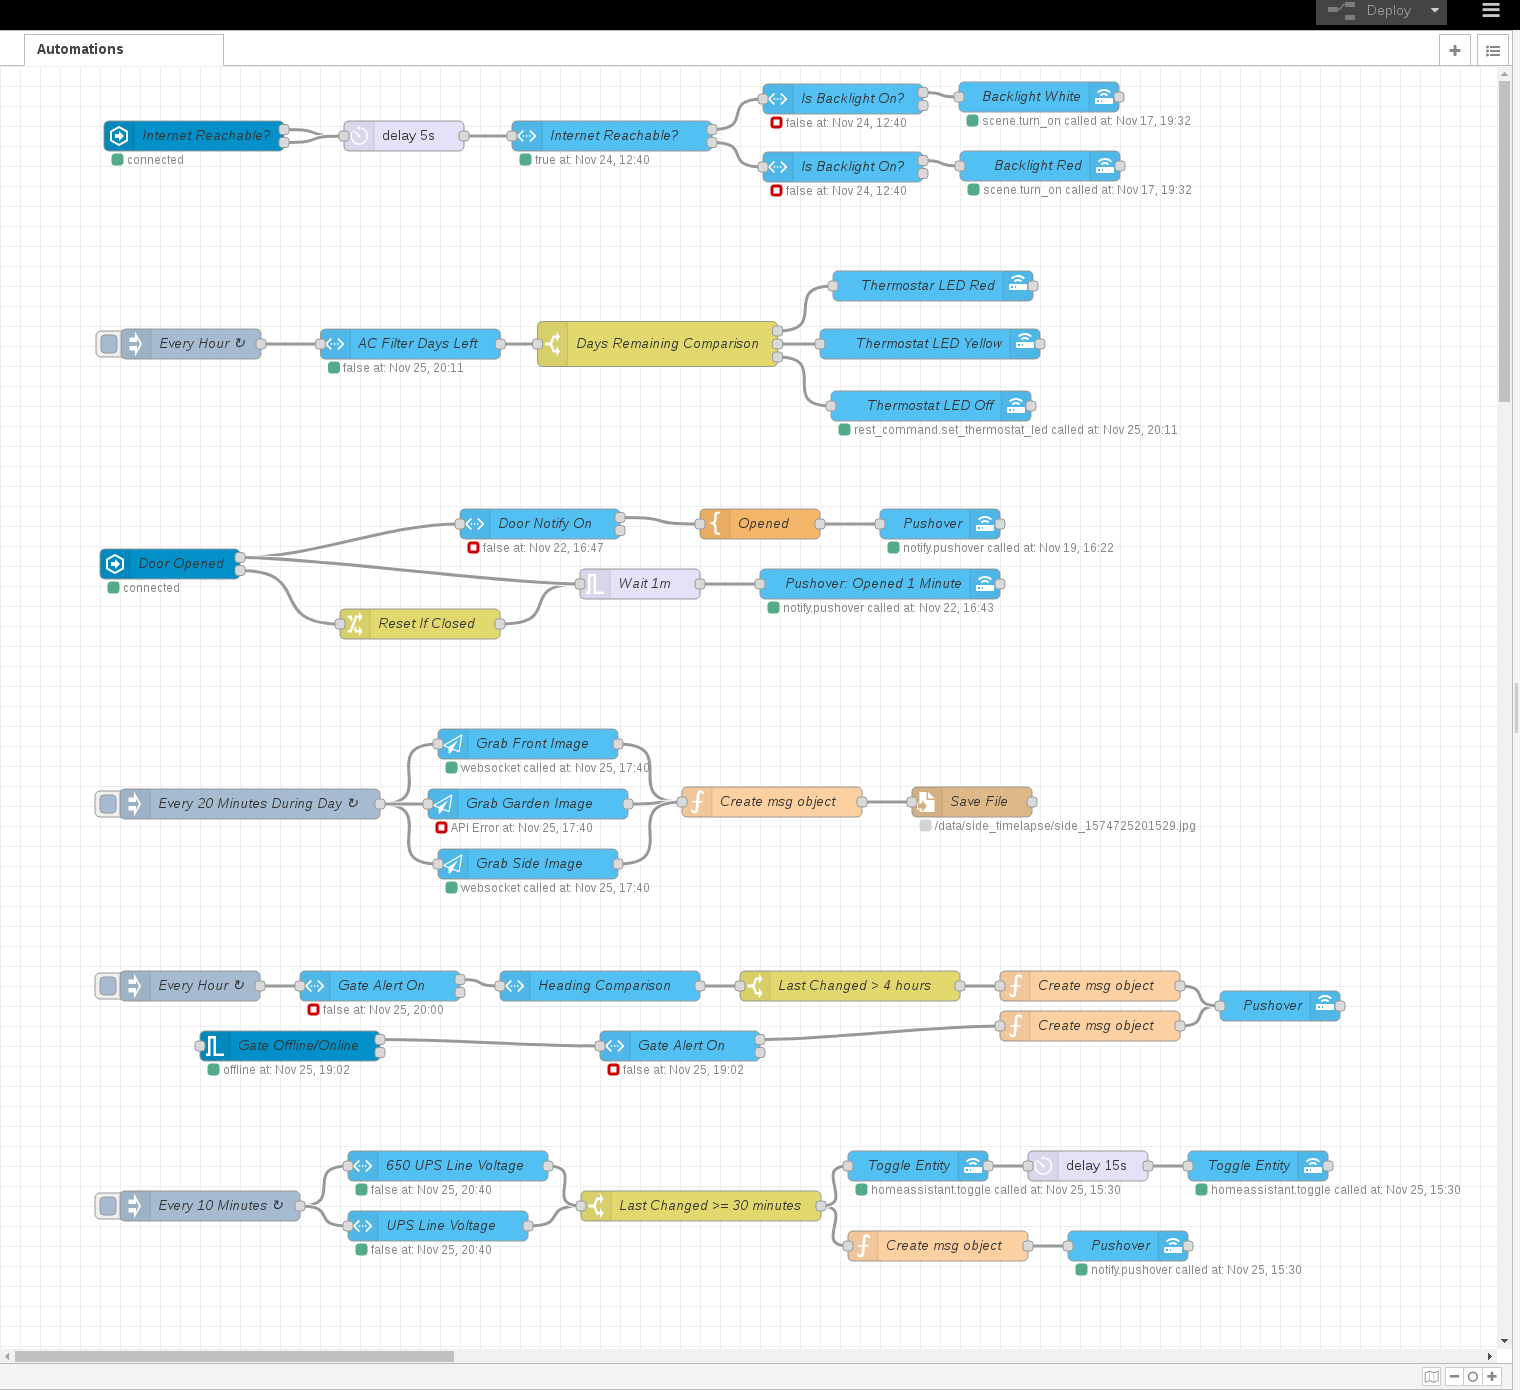 Deploy
Automations
Internet Reachable?
connected
delay 5s
Internet Reachable?
true at: Nov 24, 12:40
Is Backlight On?
false at: Nov 24, 12:40
Backlight White
scene.turn_on called at: Nov 17, 19:32
Is Backlight On?
false at: Nov 24, 12:40
Backlight Red
scene.turn_on called at: Nov 17, 19:32
Every Hour ↻
AC Filter Days Left
false at: Nov 25, 20:11
Days Remaining Comparison
Thermostar LED Red
Thermostat LED Yellow
Thermostat LED Off
rest_command.set_thermostat_led called at: Nov 25, 20:11
Door Opened
connected
Door Notify On
false at: Nov 22, 16:47
Opened
Pushover
notify.pushover called at: Nov 19, 16:22
Wait 1m
Pushover: Opened 1 Minute
notify.pushover called at: Nov 22, 16:43
Reset If Closed
Every 20 Minutes During Day ↻
Grab Front Image
websocket called at: Nov 25, 17:40
Grab Garden Image
API Error at: Nov 25, 17:40
Grab Side Image
websocket called at: Nov 25, 17:40
Create msg object
Save File
/data/side_timelapse/side_1574725201529.jpg
Every Hour ↻
Gate Alert On
false at: Nov 25, 20:00
Heading Comparison
Last Changed > 4 hours
Create msg object
Pushover
Gate Offline/Online
offline at: Nov 25, 19:02
Gate Alert On
false at: Nov 25, 19:02
Create msg object
Every 10 Minutes ↻
650 UPS Line Voltage
false at: Nov 25, 20:40
UPS Line Voltage
false at: Nov 25, 20:40
Last Changed >= 30 minutes
Toggle Entity
homeassistant.toggle called at: Nov 25, 15:30
delay 15s
Toggle Entity
homeassistant.toggle called at: Nov 25, 15:30
Create msg object
Pushover
notify.pushover called at: Nov 25, 15:30